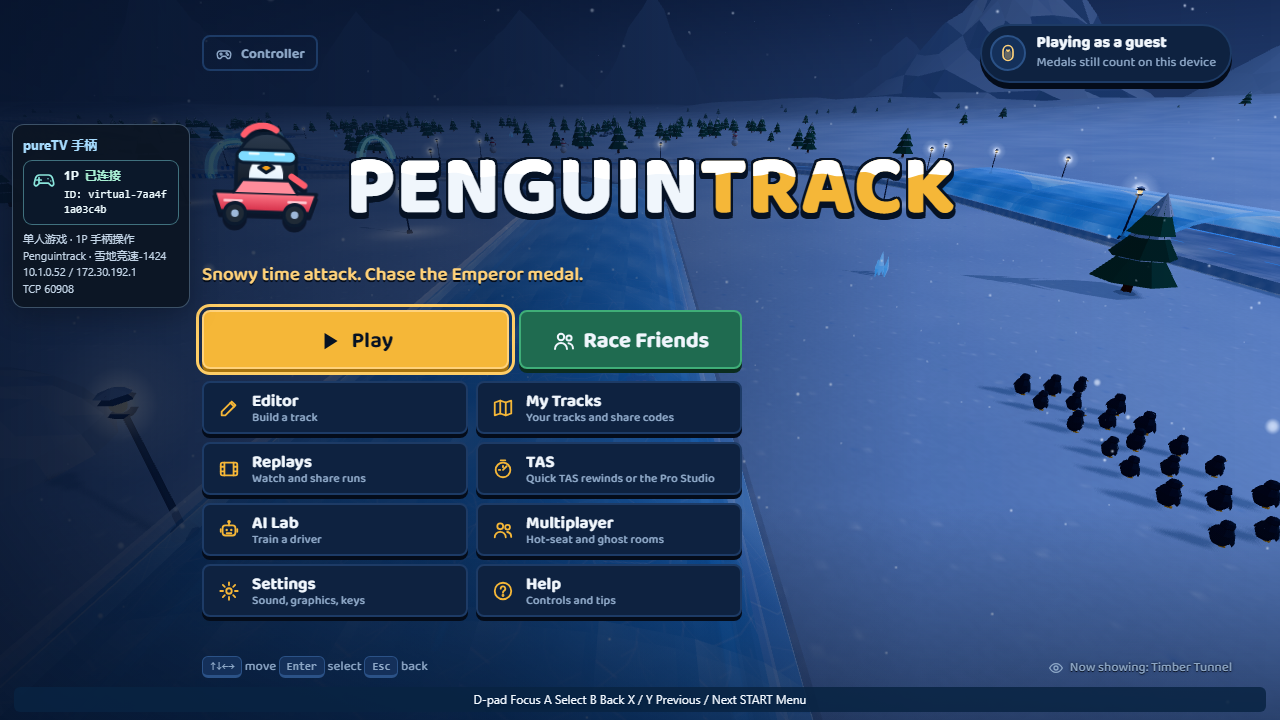 Controller
Playing as a guest
Medals still count on this device
pureTV 手柄
1P 已连接
ID: virtual-7aa4f
1a03c4b
单人游戏 · 1P 手柄操作
Penguintrack · 雪地竞速-1424
10.1.0.52 / 172.30.192.1
TCP 60908
PENGUINTRACK
Snowy time attack. Chase the Emperor medal.
Play
Race Friends
Editor
Build a track
My Tracks
Your tracks and share codes
Replays
Watch and share runs
TAS
Quick TAS rewinds or the Pro Studio
AI Lab
Train a driver
Multiplayer
Hot-seat and ghost rooms
Settings
Sound, graphics, keys
Help
Controls and tips
↑↓←→ move Enter select Esc back
Now showing: Timber Tunnel
D-pad Focus A Select B Back X / Y Previous / Next START Menu